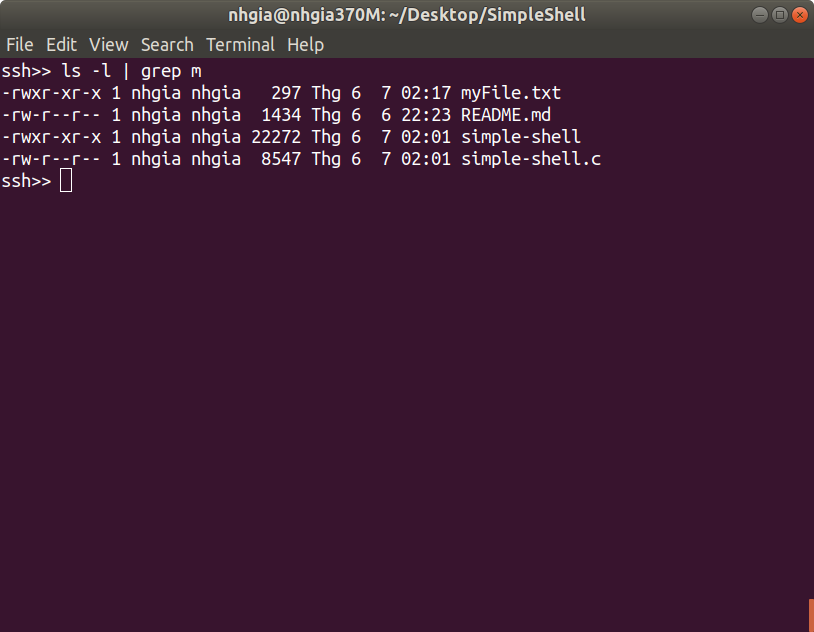 nhgia@nhgia370M: ~/Desktop/SimpleShell
File Edit View Search Terminal Help
ssh>> ls -l | grep m
-rwxr-xr-x 1 nhgia nhgia   297 Thg 6  7 02:17 myFile.txt
-rw-r--r-- 1 nhgia nhgia  1434 Thg 6  6 22:23 README.md
-rwxr-xr-x 1 nhgia nhgia 22272 Thg 6  7 02:01 simple-shell
-rw-r--r-- 1 nhgia nhgia  8547 Thg 6  7 02:01 simple-shell.c
ssh>>